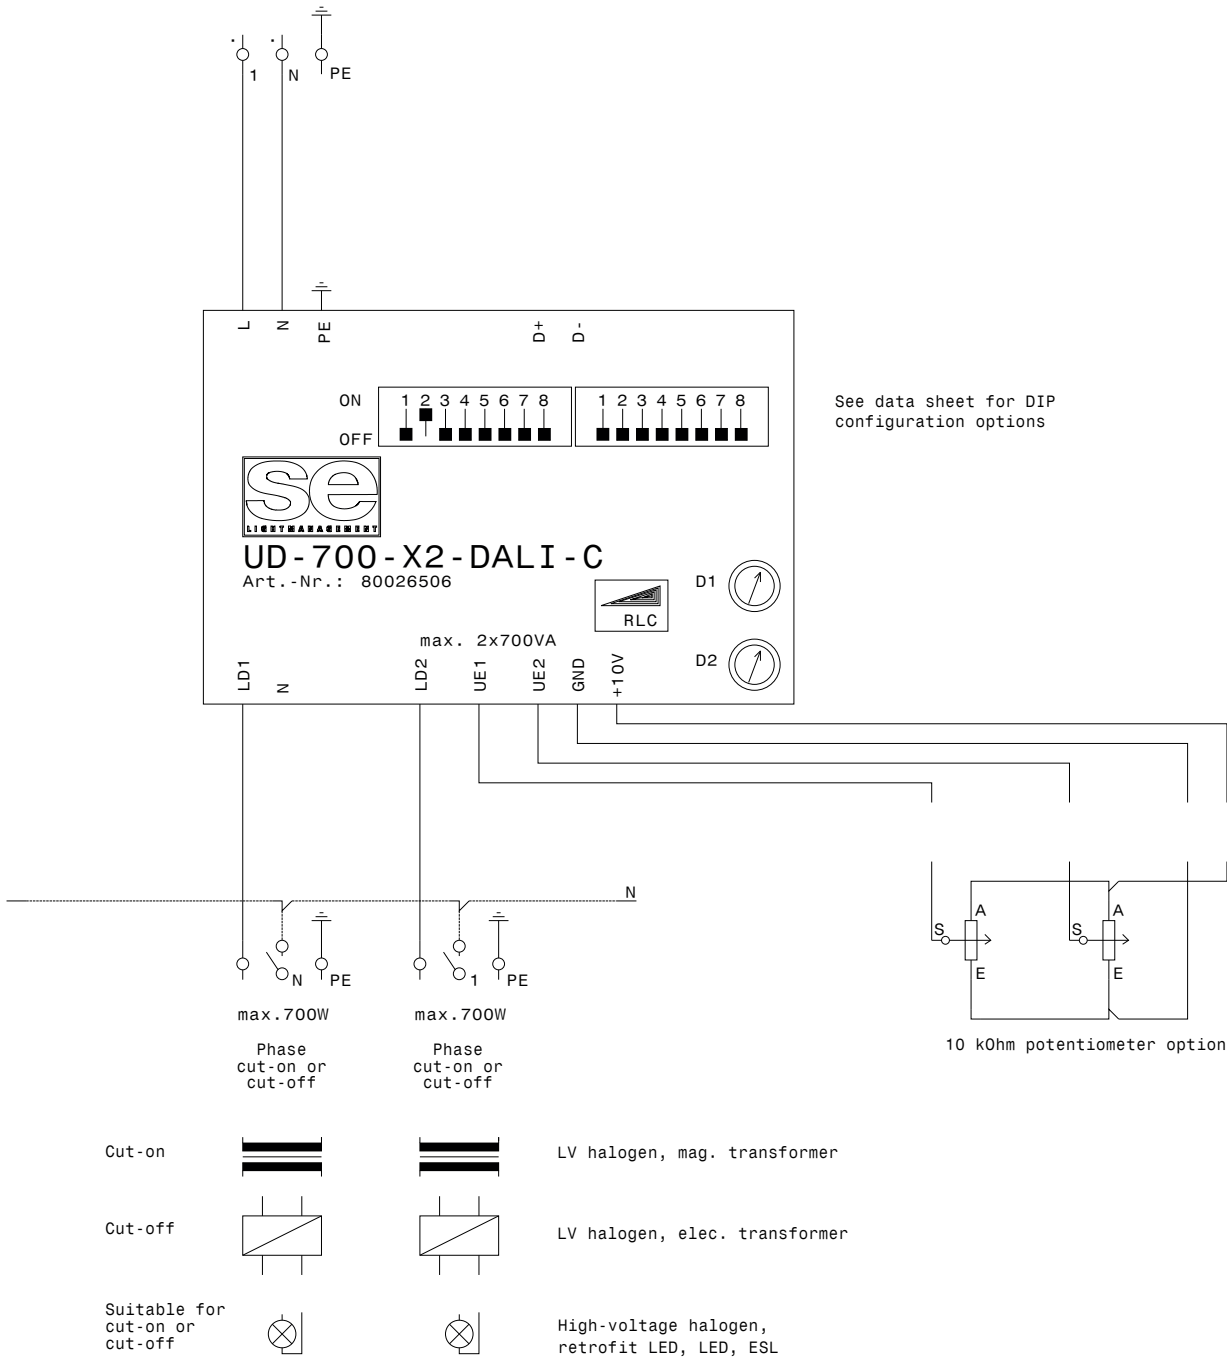 1 N PE
L N PE D+ D-
ON 1 2 3 4 5 6 7 8 1 2 3 4 5 6 7 8
OFF
See data sheet for DIP
configuration options
se
LIGHTMANAGEMENT
UD-700-X2-DALI-C
Art.-Nr.: 80026506
D1
RLC
max. 2x700VA
D2
LD1 N LD2 UE1 UE2 GND +10V
N
A A
S S
N PE 1 PE
E E
max.700W max.700W
10 kOhm potentiometer option
Phase Phase
cut-on or cut-on or
cut-off cut-off
Cut-on LV halogen, mag. transformer
Cut-off LV halogen, elec. transformer
Suitable for
cut-on or
cut-off
High-voltage halogen,
retrofit LED, LED, ESL